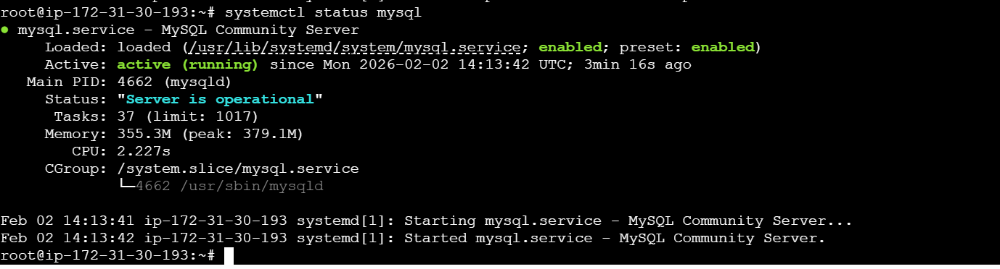 root@ip-172-31-30-193:~# systemctl status mysql
● mysql.service - MySQL Community Server
     Loaded: loaded (/usr/lib/systemd/system/mysql.service; enabled; preset: enabled)
     Active: active (running) since Mon 2026-02-02 14:13:42 UTC; 3min 16s ago
   Main PID: 4662 (mysqld)
     Status: "Server is operational"
      Tasks: 37 (limit: 1017)
     Memory: 355.3M (peak: 379.1M)
        CPU: 2.227s
     CGroup: /system.slice/mysql.service
             └─4662 /usr/sbin/mysqld
Feb 02 14:13:41 ip-172-31-30-193 systemd[1]: Starting mysql.service - MySQL Community Server...
Feb 02 14:13:42 ip-172-31-30-193 systemd[1]: Started mysql.service - MySQL Community Server.
root@ip-172-31-30-193:~#